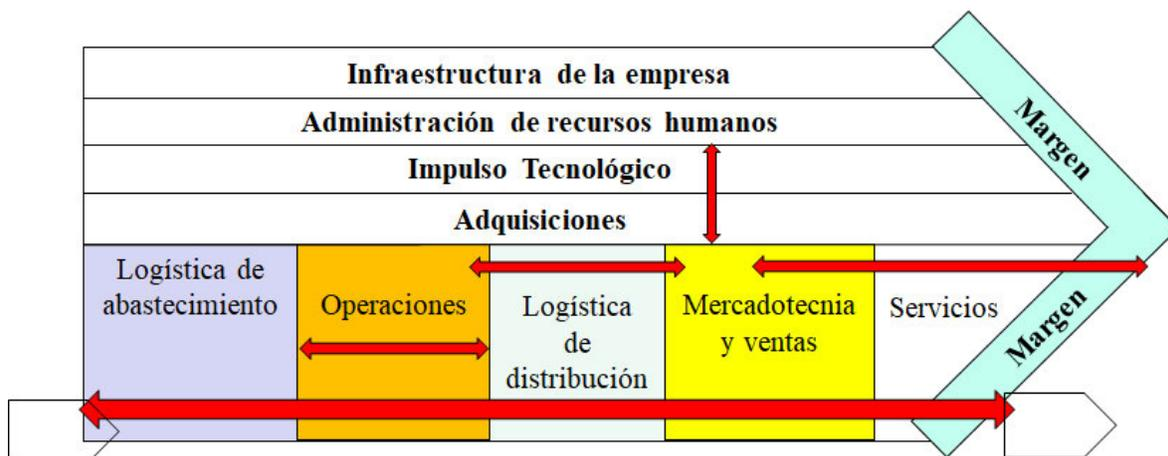 Infraestructura de la empresa
Administración de recursos humanos
Impulso Tecnológico
Adquisiciones
Logística de
abastecimiento
Operaciones
Logística
de
distribución
Mercadotecnia
y ventas
Servicios
Margen
Margen